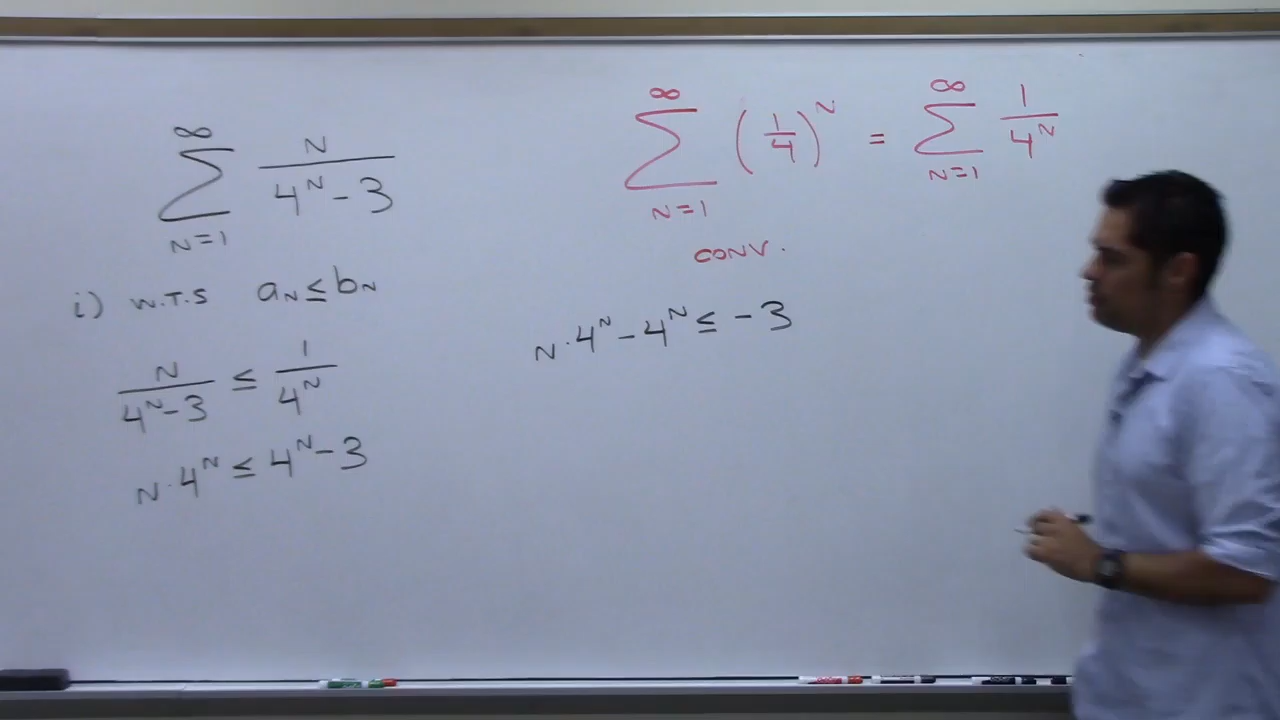 ∞ Σ N=1 N / (4^N - 3)
i) W.T.S a_N ≤ b_N
N / (4^N - 3) ≤ 1 / 4^N
N · 4^N ≤ 4^N - 3
∞ Σ N=1 (1/4)^N = ∞ Σ N=1 1 / 4^N
CONV.
N · 4^N - 4^N ≤ - 3